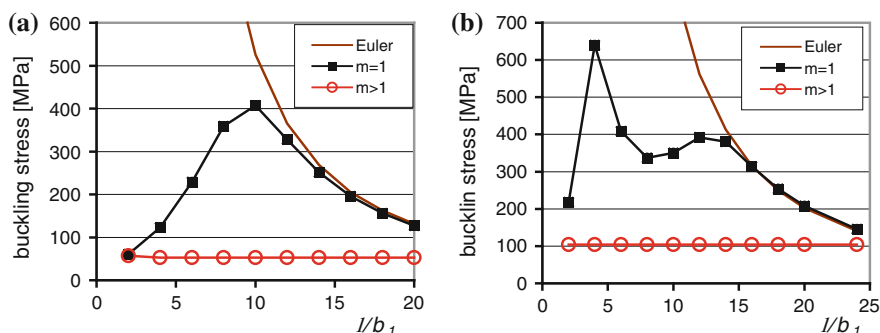 (a)
buckling stress [MPa]
600
500
400
300
200
100
0
0 5 10 15 20
l/b1
Euler
m=1
m>1
(b)
bucklin stress [MPa]
700
600
500
400
300
200
100
0
0 5 10 15 20 25
l/b1
Euler
m=1
m>1